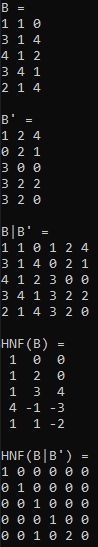 B =
1 1 0
3 1 4
4 1 2
3 4 1
2 1 4

B' =
1 2 4
0 2 1
3 0 0
3 2 2
3 2 0

B|B' =
1 1 0 1 2 4
3 1 4 0 2 1
4 1 2 3 0 0
3 4 1 3 2 2
2 1 4 3 2 0

HNF(B) =
1 0 0
1 2 0
1 3 4
4 -1 -3
1 1 -2

HNF(B|B') =
1 0 0 0 0 0
0 1 0 0 0 0
0 0 1 0 0 0
0 0 0 1 0 0
0 0 1 0 2 0